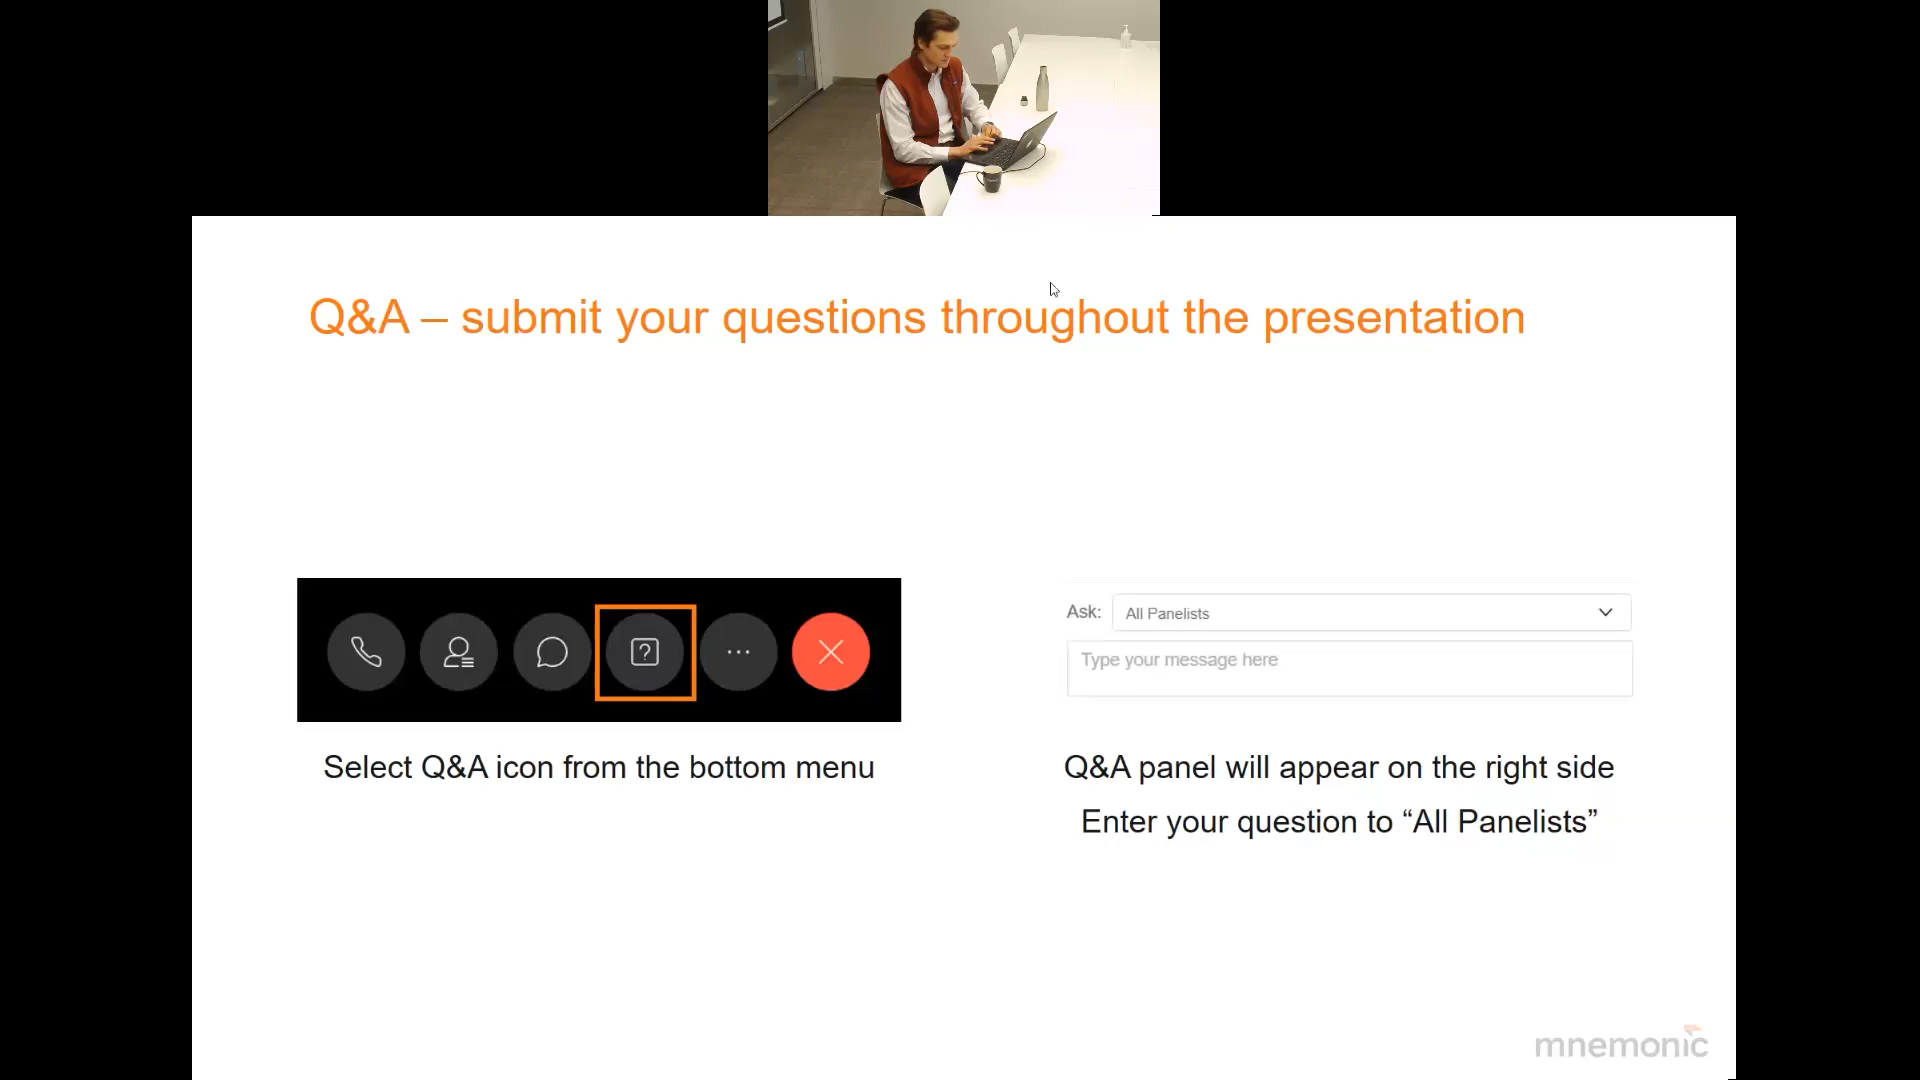 Q&A – submit your questions throughout the presentation
?
Ask: All Panelists
Type your message here
Select Q&A icon from the bottom menu
Q&A panel will appear on the right side
Enter your question to “All Panelists”
mnemonic